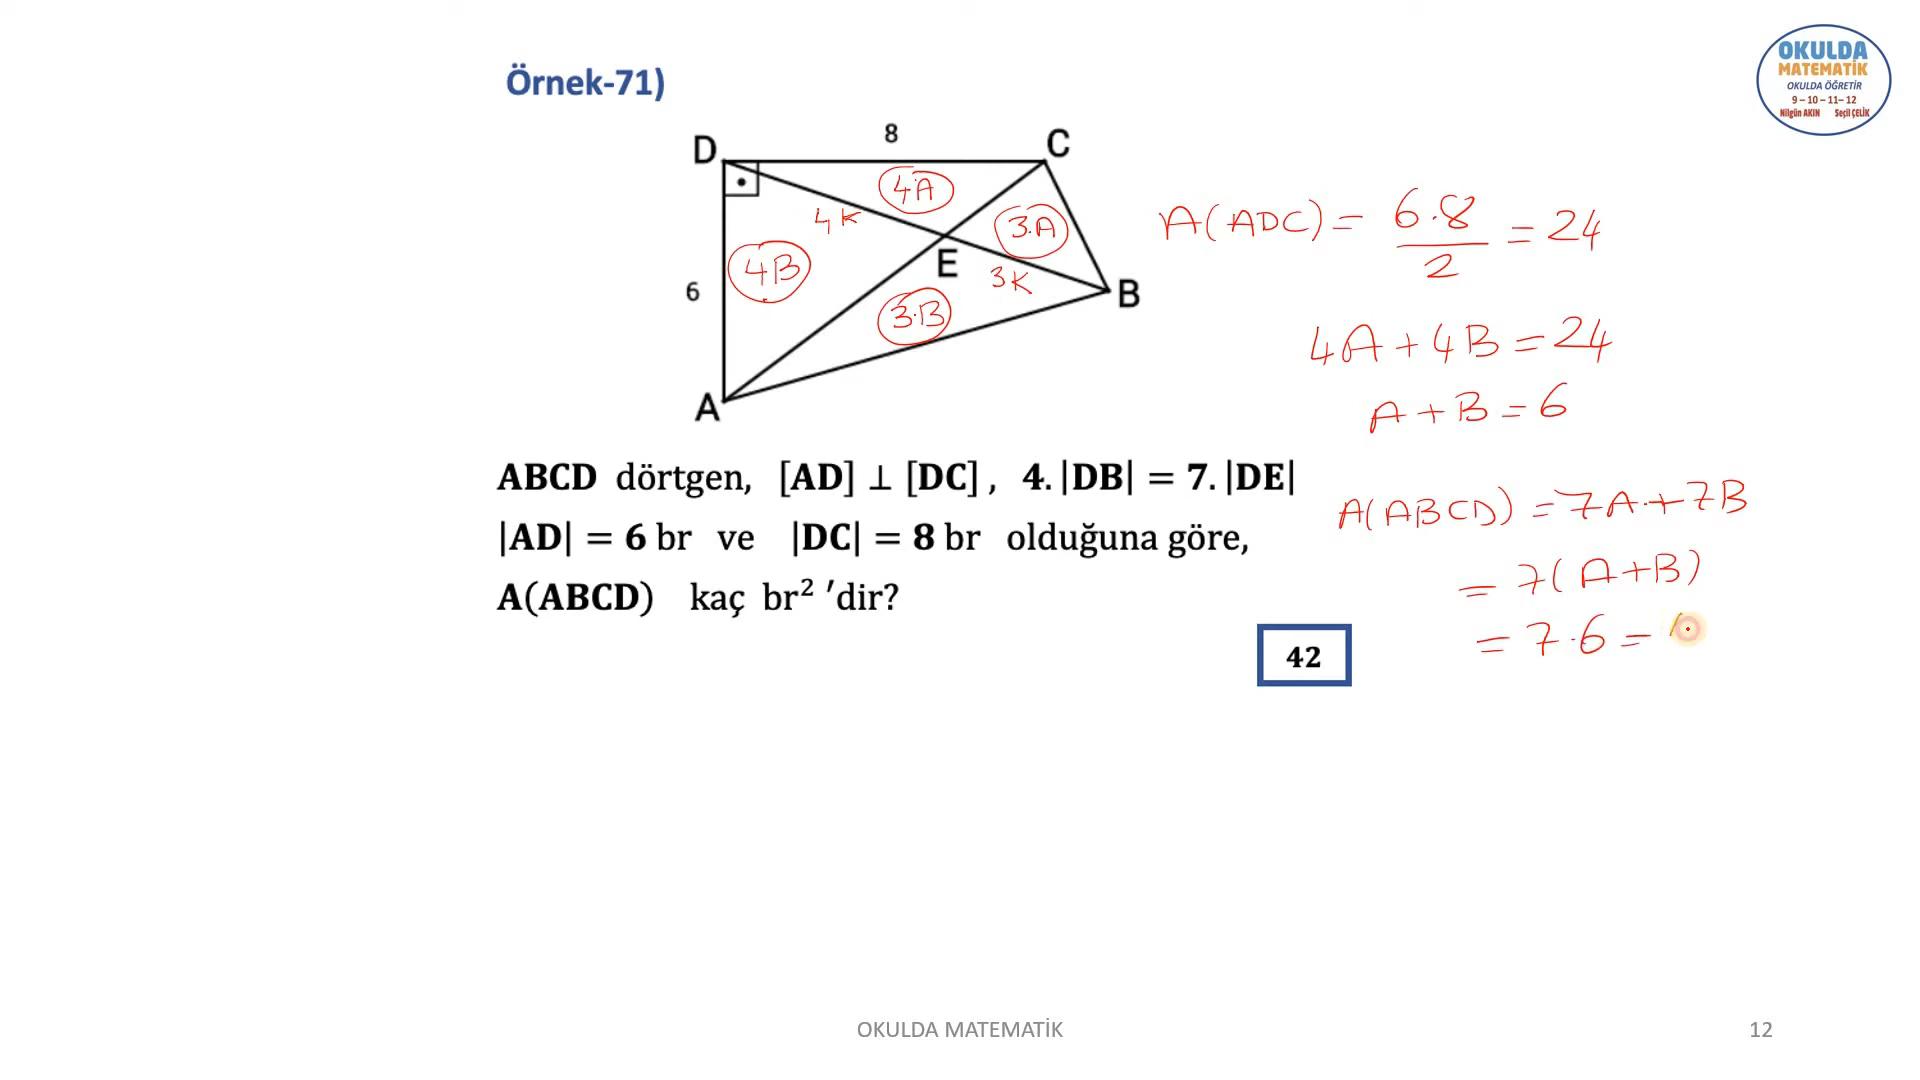 OKULDA
MATEMATİK
OKULDA ÖĞRETİR
9 – 10 – 11– 12
Nilgün AKIN Seçil ÇELİK
Örnek-71)
8
D
C
4A
4K
3.A
4B
E
3K
6
B
3.B
A
A(ADC) = 6.8/2 = 24
4A + 4B = 24
A + B = 6
ABCD dörtgen, [AD] ⊥ [DC] , 4.|DB| = 7.|DE|
|AD| = 6 br ve |DC| = 8 br olduğuna göre,
A(ABCD) kaç br² ′dir?
A(ABCD) = 7A + 7B
= 7(A+B)
= 7.6 =
42
OKULDA MATEMATİK
12